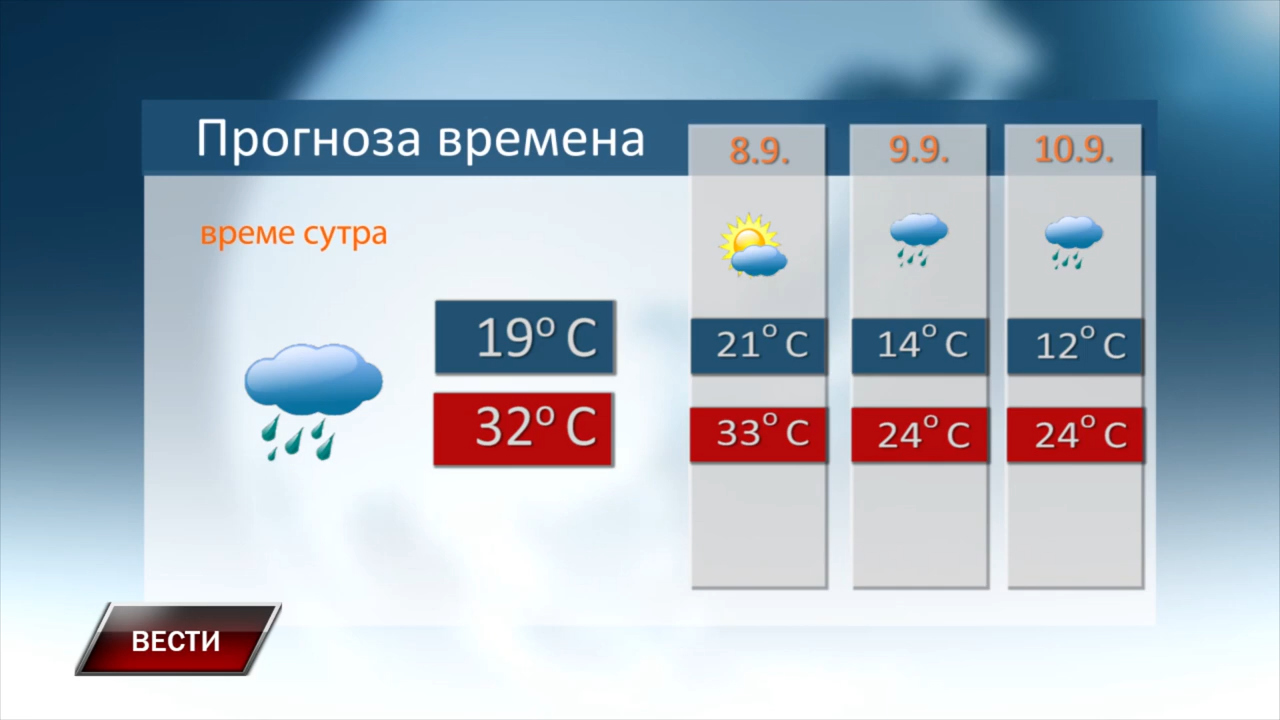 Прогноза времена
време сутра
19° C
32° C
8.9.
21° C
33° C
9.9.
14° C
24° C
10.9.
12° C
24° C
ВЕСТИ